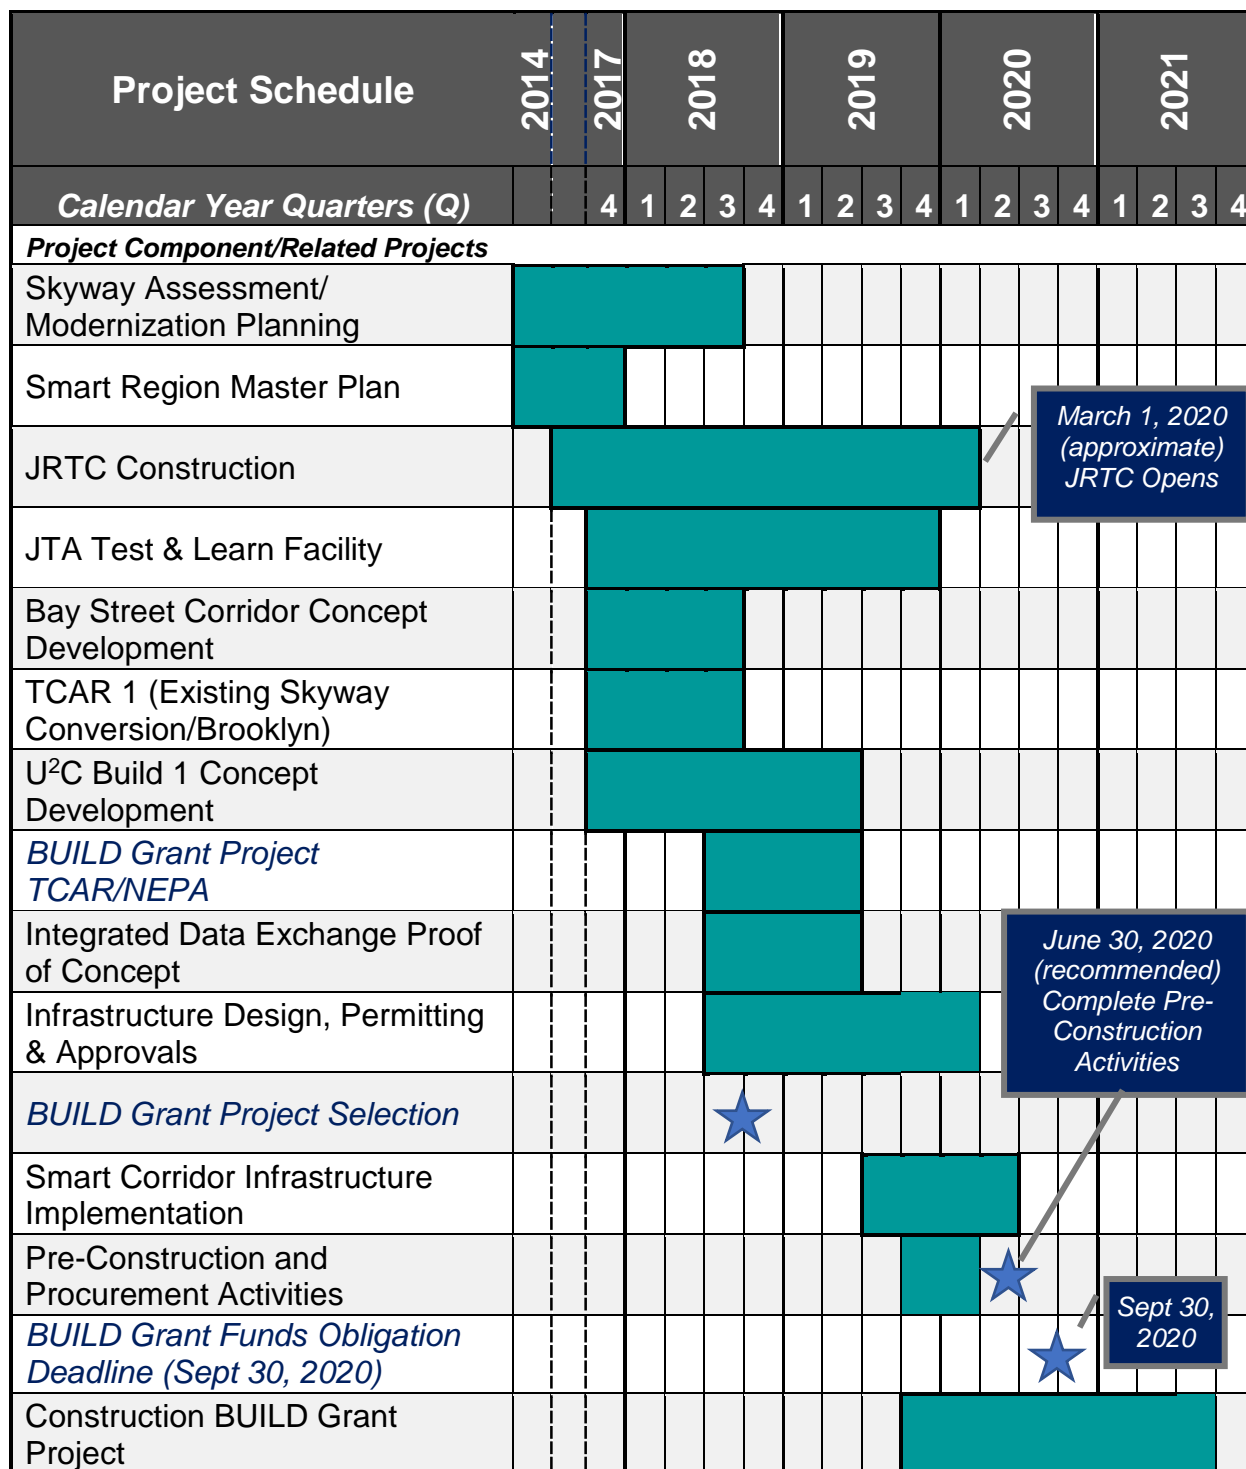 Project Schedule
2014
2017
2018
2019
2020
2021
Calendar Year Quarters (Q)
4 1 2 3 4 1 2 3 4 1 2 3 4 1 2 3 4
Project Component/Related Projects
Skyway Assessment/
Modernization Planning
Smart Region Master Plan
March 1, 2020
(approximate)
JRTC Opens
JRTC Construction
JTA Test & Learn Facility
Bay Street Corridor Concept
Development
TCAR 1 (Existing Skyway
Conversion/Brooklyn)
U²C Build 1 Concept
Development
BUILD Grant Project
TCAR/NEPA
Integrated Data Exchange Proof
of Concept
June 30, 2020
(recommended)
Complete Pre-
Construction
Activities
Infrastructure Design, Permitting
& Approvals
BUILD Grant Project Selection
Smart Corridor Infrastructure
Implementation
Pre-Construction and
Procurement Activities
Sept 30,
2020
BUILD Grant Funds Obligation
Deadline (Sept 30, 2020)
Construction BUILD Grant
Project